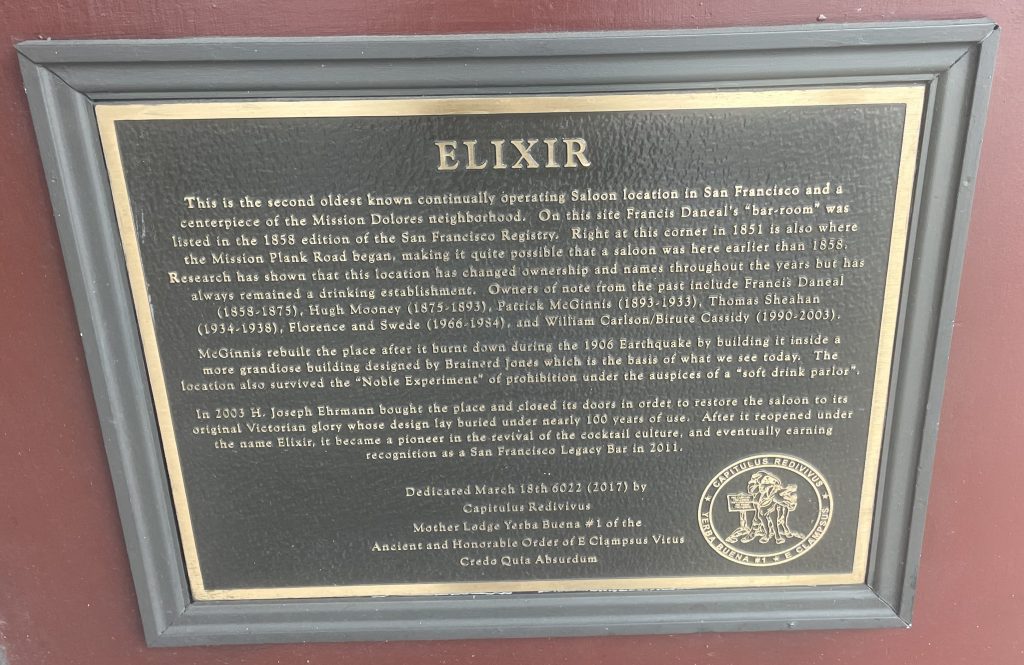 ELIXIR
This is the second oldest known continually operating Saloon location in San Francisco and a
centerpiece of the Mission Dolores neighborhood. On this site Francis Daneal's "bar-room" was
listed in the 1858 edition of the San Francisco Registry. Right at this corner in 1851 is also where
the Mission Plank Road began, making it quite possible that a saloon was here earlier than 1858.
Research has shown that this location has changed ownership and names throughout the years but has
always remained a drinking establishment. Owners of note from the past include Francis Daneal
(1858-1875), Hugh Mooney (1875-1893), Patrick McGinnis (1893-1933), Thomas Sheahan
(1934-1938), Florence and Swede (1966-1984), and William Carlson/Birute Cassidy (1990-2003).
McGinnis rebuilt the place after it burnt down during the 1906 Earthquake by building it inside a
more grandiose building designed by Brainerd Jones which is the basis of what we see today. The
location also survived the "Noble Experiment" of prohibition under the auspices of a "soft drink parlor".
In 2003 H. Joseph Ehrmann bought the place and closed its doors in order to restore the saloon to its
original Victorian glory whose design lay buried under nearly 100 years of use. After it reopened under
the name Elixir, it became a pioneer in the revival of the cocktail culture, and eventually earning
recognition as a San Francisco Legacy Bar in 2011.
Dedicated March 18th 6022 (2017) by
Capitulus Redivivus
Mother Lodge Yerba Buena #1 of the
Ancient and Honorable Order of E Clampsus Vitus
Credo Quia Absurdum
CAPITULUS REDIVIVUS
YERBA BUENA #1 ★ E CLAMPSUS